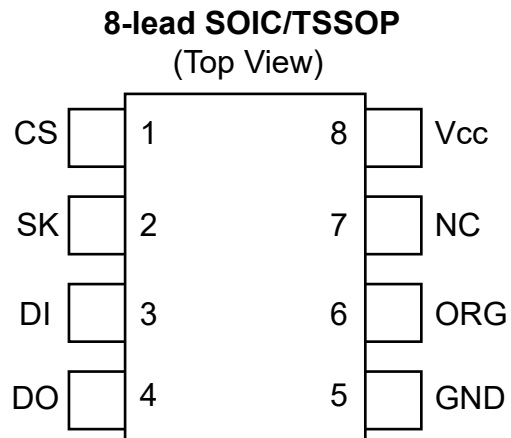 8-lead SOIC/TSSOP
(Top View)
CS 1 8 Vcc
SK 2 7 NC
DI 3 6 ORG
DO 4 5 GND